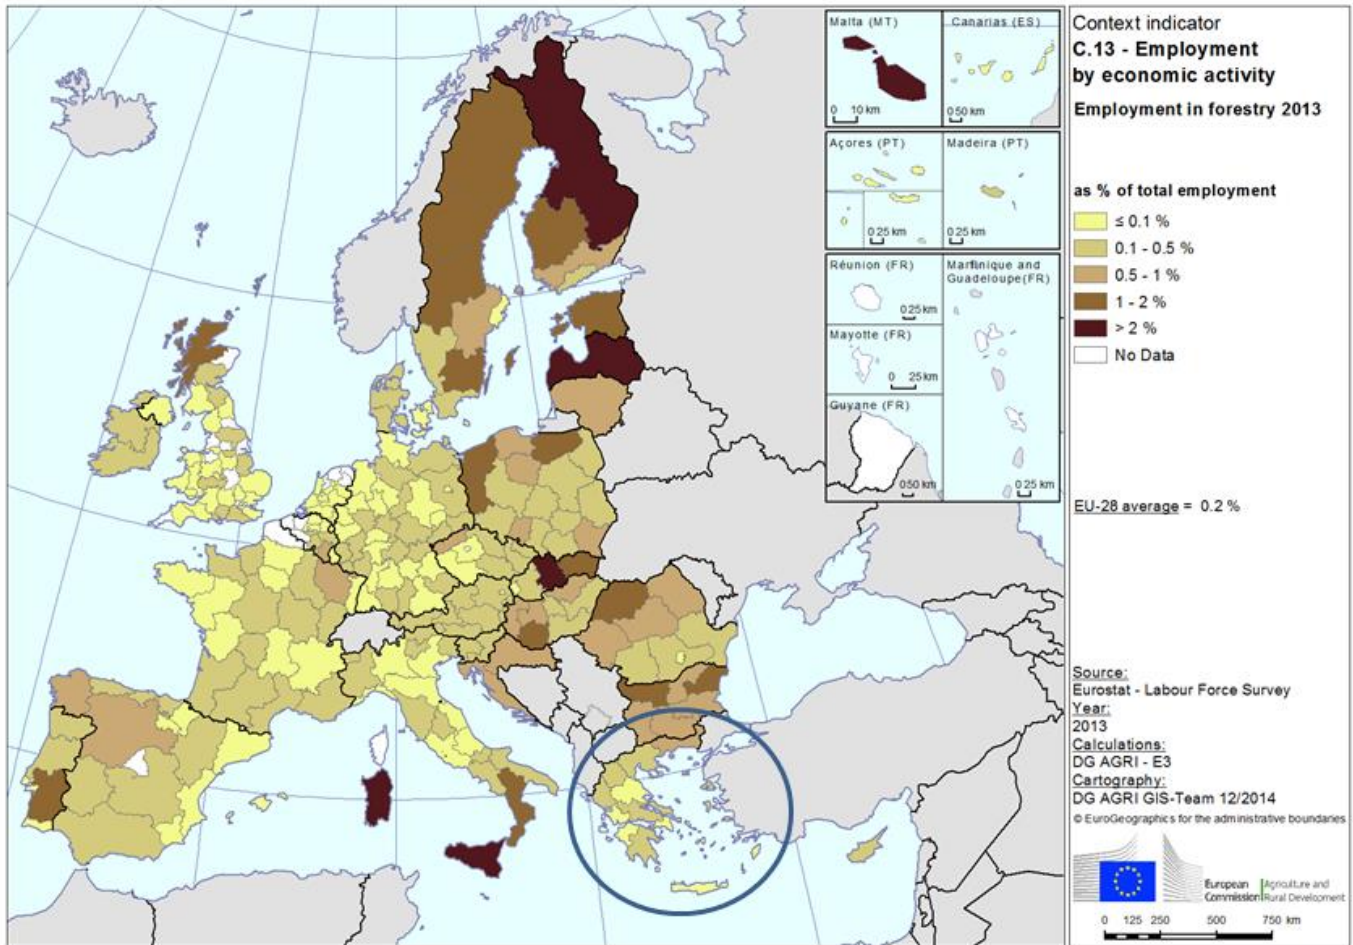 Malta (MT)
0 10 km
Canarias (ES)
0 50 km
Açores (PT)
0 25 km
Madeira (PT)
0 25 km
Réunion (FR)
0 25 km
Martinique and
Guadeloupe(FR)
0 25 km
Mayotte (FR)
0 25 km
Guyane (FR)
0 50 km
Context indicator
C.13 - Employment
by economic activity
Employment in forestry 2013
as % of total employment
≤ 0.1 %
0.1 - 0.5 %
0.5 - 1 %
1 - 2 %
> 2 %
No Data
EU-28 average = 0.2 %
Source:
Eurostat - Labour Force Survey
Year:
2013
Calculations:
DG AGRI - E3
Cartography:
DG AGRI GIS-Team 12/2014
© EuroGeographics for the administrative boundaries
European
Commission
Agriculture and
Rural Development
0 125 250 500 750 km